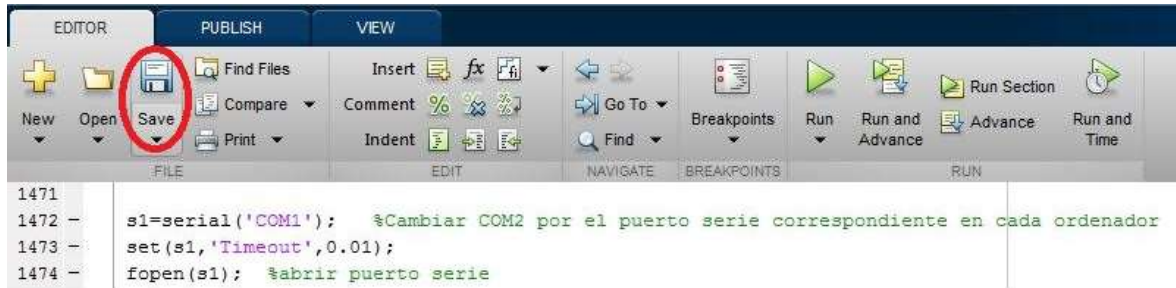 EDITOR PUBLISH VIEW
Find Files Insert fx
Compare Comment Go To Run Section
New Open Save Breakpoints Run Run and Advance Advance Run and Time
Print Indent Find
FILE EDIT NAVIGATE BREAKPOINTS RUN
1471
1472 – s1=serial('COM1'); %Cambiar COM2 por el puerto serie correspondiente en cada ordenador
1473 – set(s1,'Timeout',0.01);
1474 – fopen(s1); %abrir puerto serie